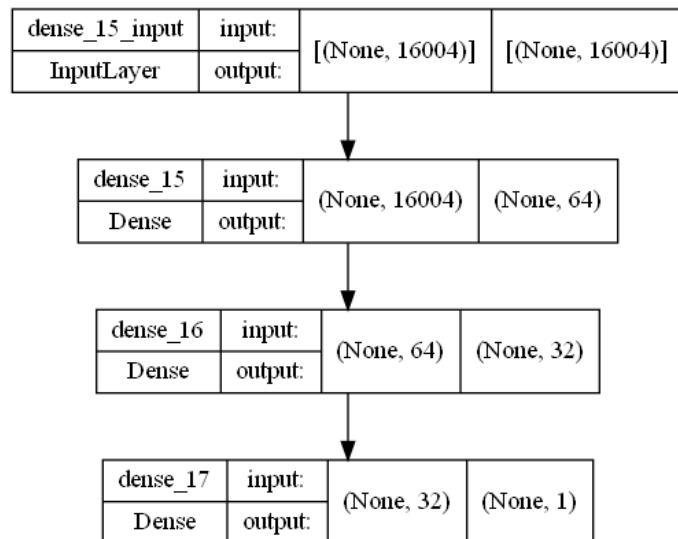 dense_15_input input: [(None, 16004)] [(None, 16004)]
InputLayer output:
dense_15 input: (None, 16004) (None, 64)
Dense output:
dense_16 input: (None, 64) (None, 32)
Dense output:
dense_17 input: (None, 32) (None, 1)
Dense output: